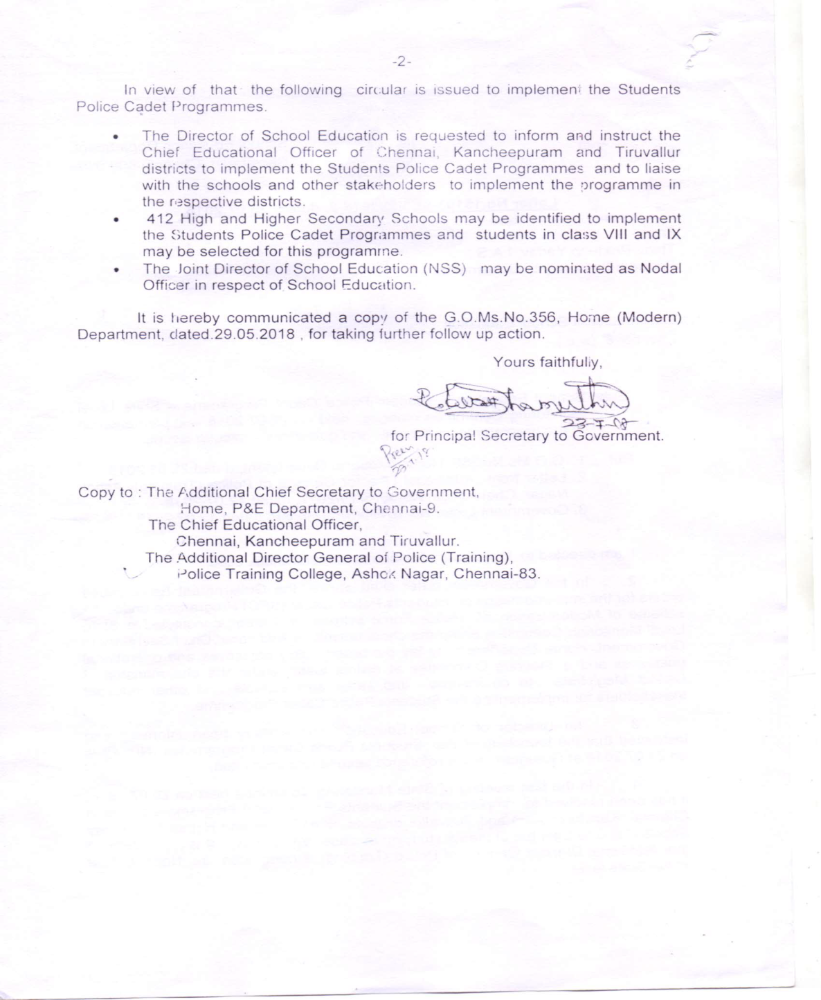 -2-
In view of that the following circular is issued to implement the Students
Police Cadet Programmes.
• The Director of School Education is requested to inform and instruct the
Chief Educational Officer of Chennai, Kancheepuram and Tiruvallur
districts to implement the Students Police Cadet Programmes and to liaise
with the schools and other stakeholders to implement the programme in
the respective districts.
• 412 High and Higher Secondary Schools may be identified to implement
the Students Police Cadet Programmes and students in class VIII and IX
may be selected for this programme.
• The Joint Director of School Education (NSS) may be nominated as Nodal
Officer in respect of School Education.
It is hereby communicated a copy of the G.O.Ms.No.356, Home (Modern)
Department, dated.29.05.2018 , for taking further follow up action.
Yours faithfully,
for Principal Secretary to Government.
Copy to : The Additional Chief Secretary to Government,
Home, P&E Department, Chennai-9.
The Chief Educational Officer,
Chennai, Kancheepuram and Tiruvallur.
The Additional Director General of Police (Training),
Police Training College, Ashok Nagar, Chennai-83.